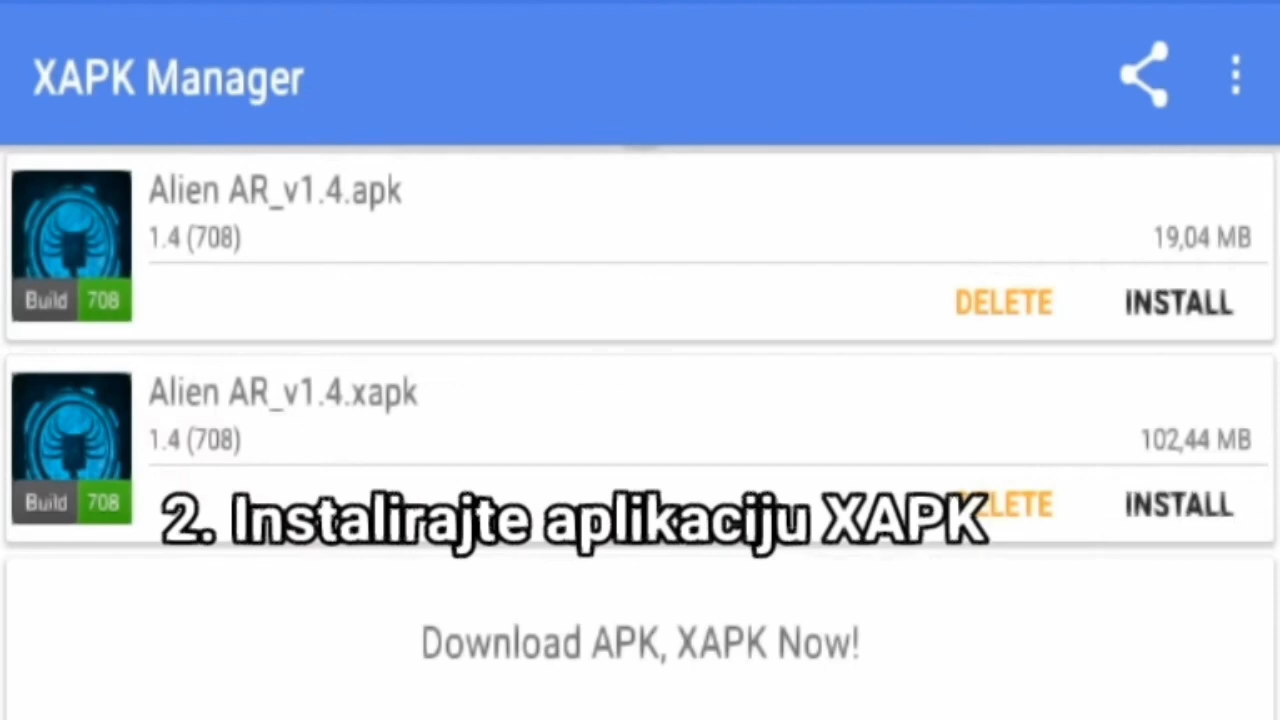 XAPK Manager
Alien AR_v1.4.apk
1.4 (708)
19,04 MB
Build 708
DELETE INSTALL
Alien AR_v1.4.xapk
1.4 (708)
102,44 MB
Build 708
DELETE INSTALL
2. Instalirajte aplikaciju XAPK
Download APK, XAPK Now!